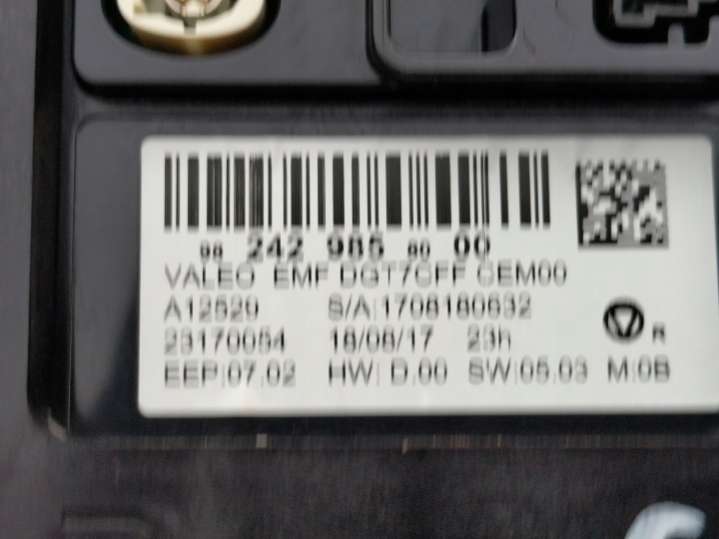 98 242 985 80 00
VALEO EMF DGT7CFF CEM00
A12529 S/A:1708180632
23170054 18/08/17 23h
EEP:07.02 HW: D.00 SW:05.03 M:0B
R